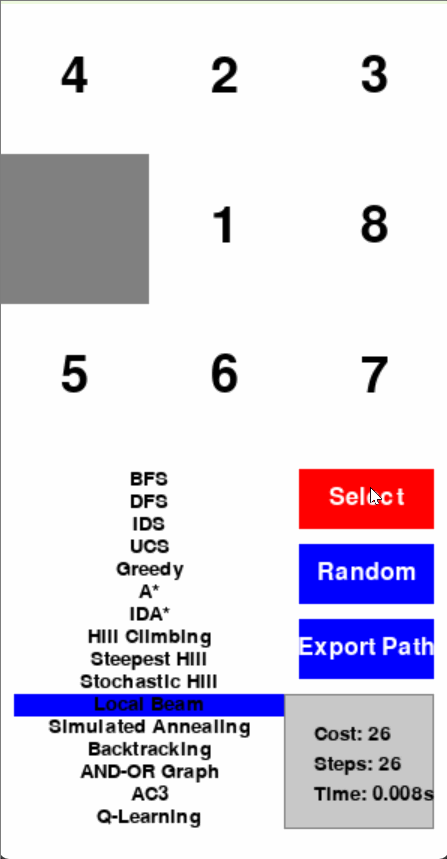 4 2 3
1 8
5 6 7
BFS
DFS
IDS
UCS
Greedy
A*
IDA*
Hill Climbing
Steepest Hill
Stochastic Hill
Local Beam
Simulated Annealing
Backtracking
AND-OR Graph
AC3
Q-Learning
Select
Random
Export Path
Cost: 26
Steps: 26
Time: 0.008s